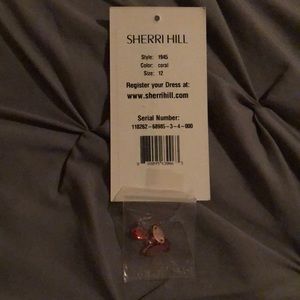 SHERRI HILL
Style: 1945
Color: coral
Size: 12
Register your Dress at:
www.sherrihill.com
Serial Number:
110262-68985-3-4-000